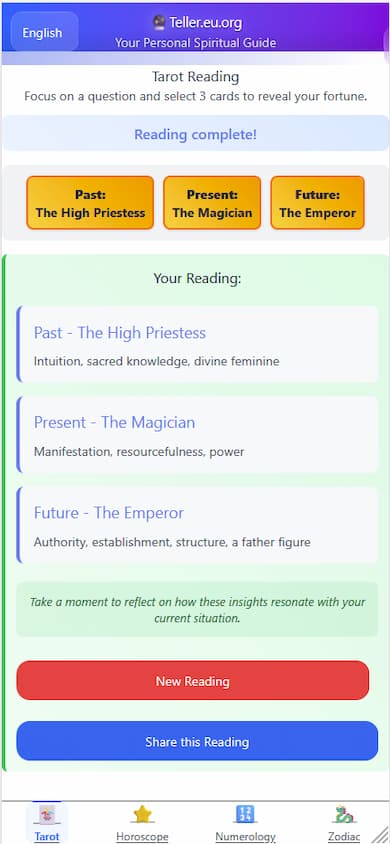 English
Teller.eu.org
Your Personal Spiritual Guide
Tarot Reading
Focus on a question and select 3 cards to reveal your fortune.
Reading complete!
Past:
The High Priestess
Present:
The Magician
Future:
The Emperor
Your Reading:
Past - The High Priestess
Intuition, sacred knowledge, divine feminine
Present - The Magician
Manifestation, resourcefulness, power
Future - The Emperor
Authority, establishment, structure, a father figure
Take a moment to reflect on how these insights resonate with your
current situation.
New Reading
Share this Reading
Tarot
Horoscope
Numerology
Zodiac